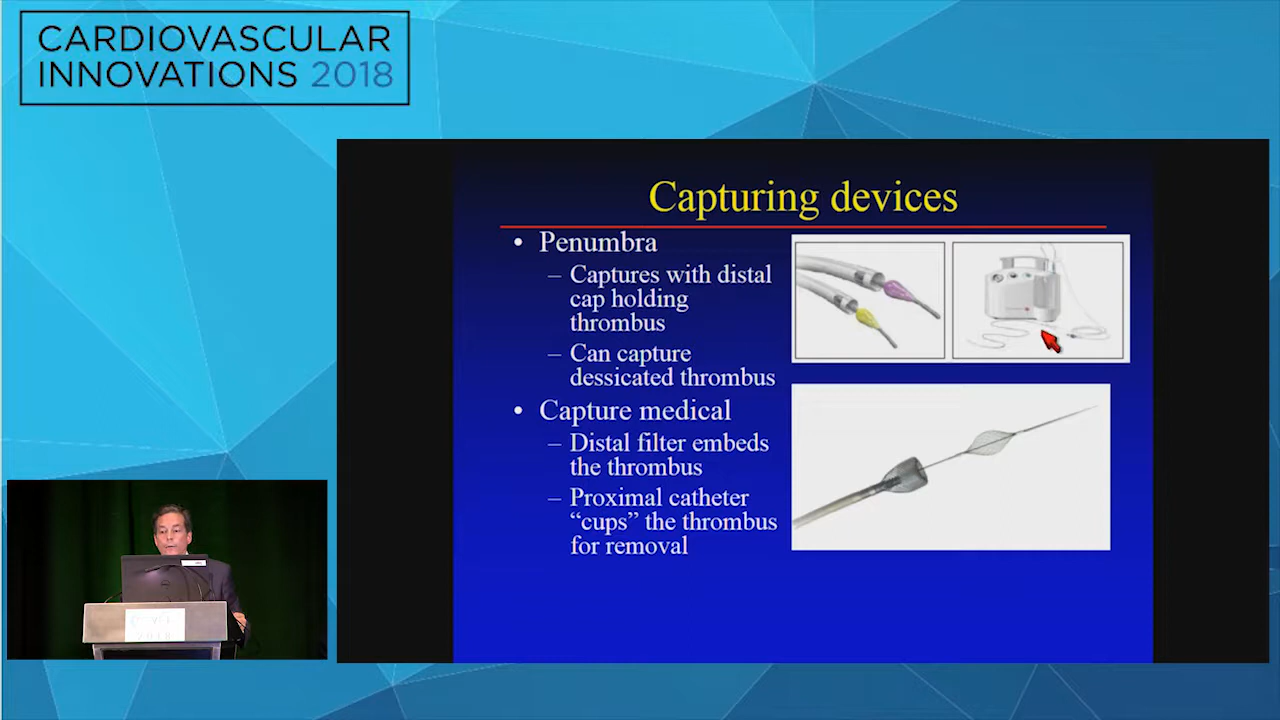 CARDIOVASCULAR
INNOVATIONS 2018
Capturing devices
• Penumbra
– Captures with distal
cap holding
thrombus
– Can capture
dessicated thrombus
• Capture medical
– Distal filter embeds
the thrombus
– Proximal catheter
“cups” the thrombus
for removal